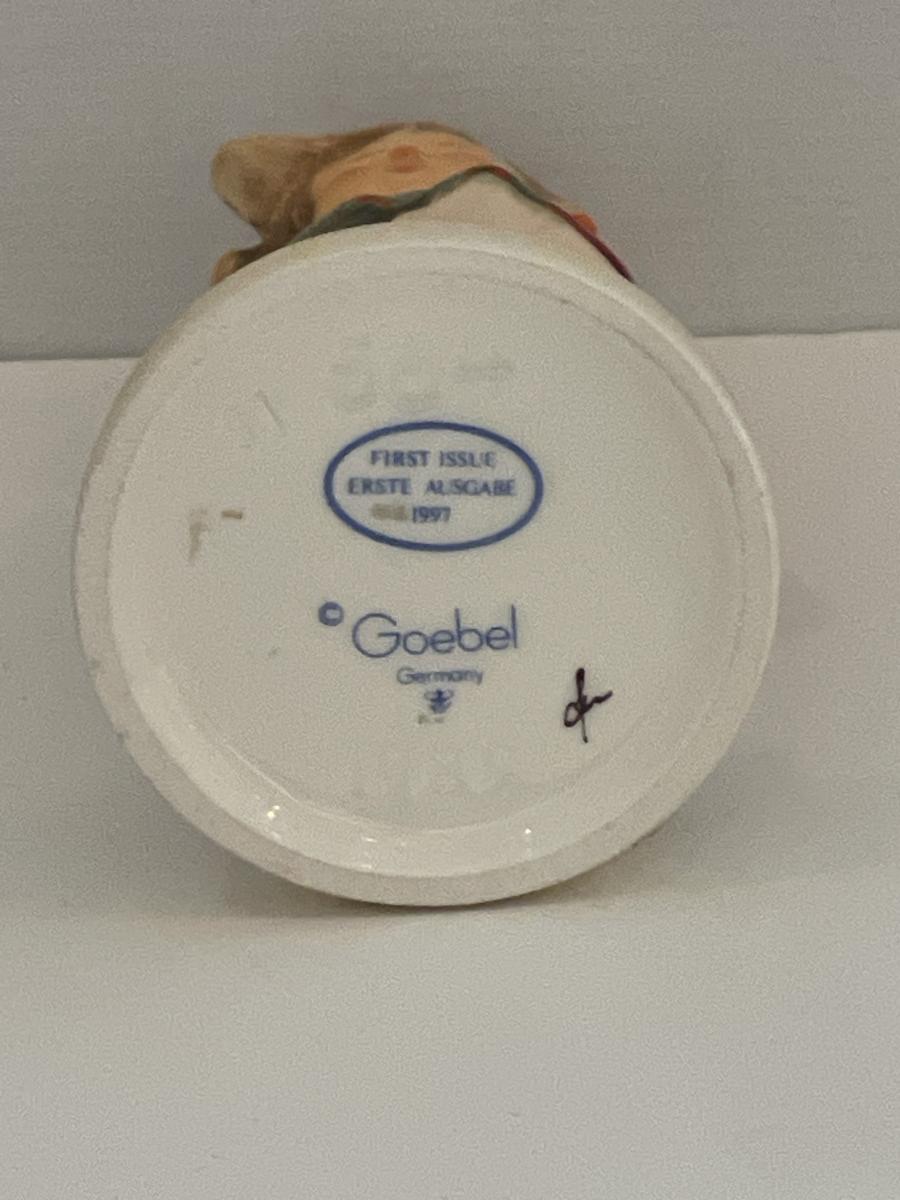 FIRST ISSUE
ERSTE AUSGABE
1997
© Goebel
Germany